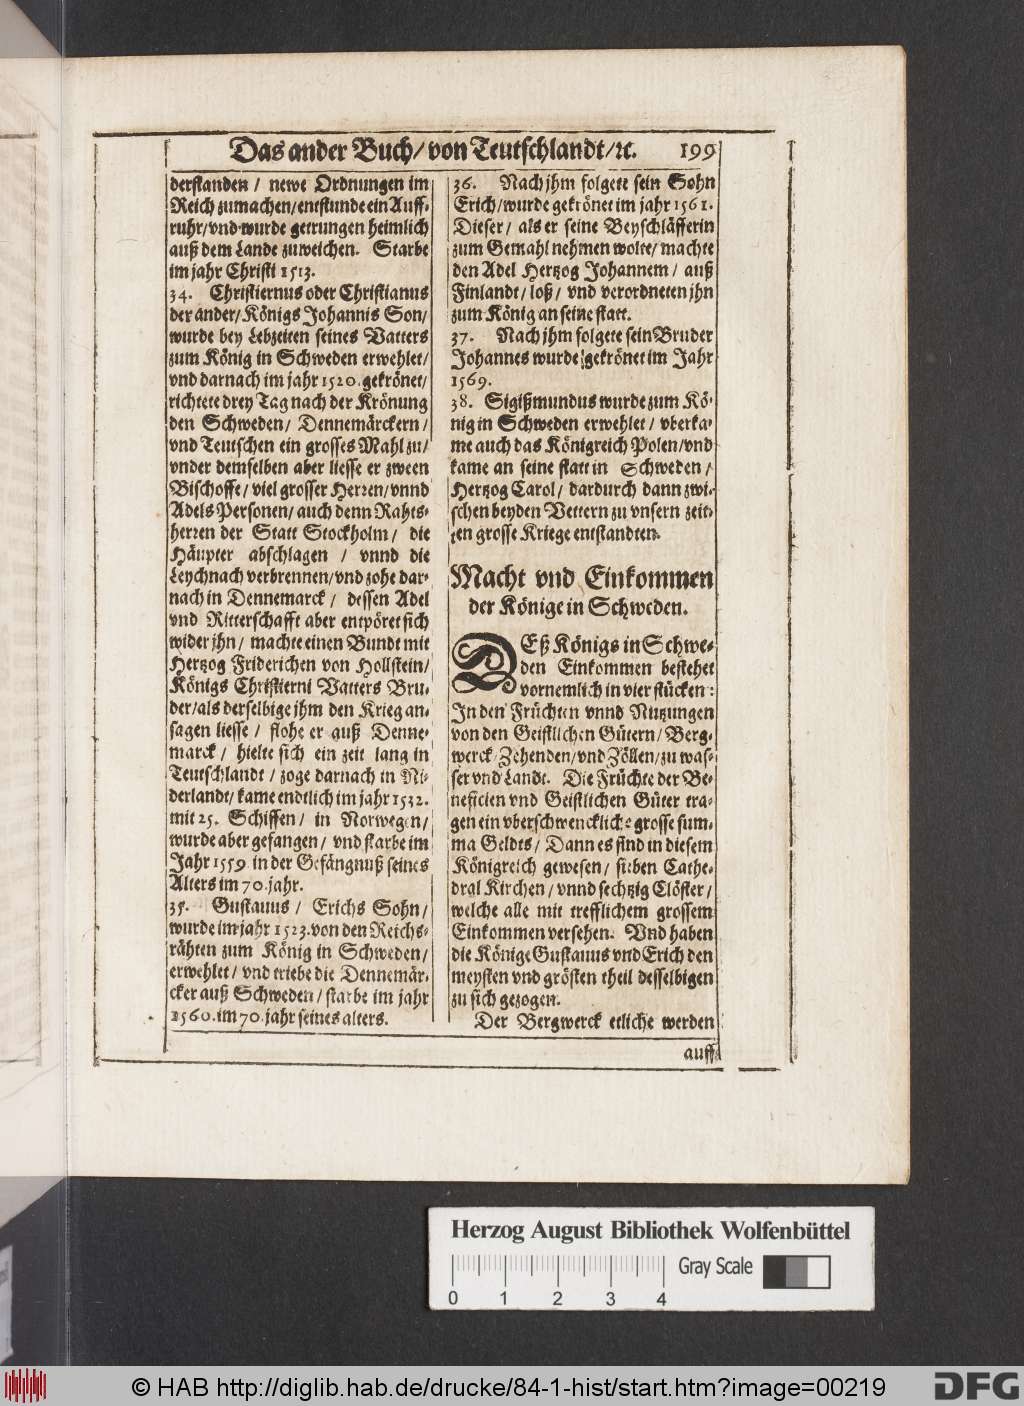 Das ander Buch/ von Teutschlandt/ ꝛc. 199
derstanden / newe Ordnungen im
Reich zumachen/ entstunde ein Auff-
ruhr/ vnd wurde getrungen heimlich
auß dem Lande zuweichen. Starbe
im jahr Christi 1513.
34. Christiernus oder Christianus
der ander/ Königs Johannis Son/
wurde bey Lebzeiten seines Vatters
zum König in Schweden erwehlet/
vnd darnach im jahr 1520. gekrönet/
richtete drey Tag nach der Krönung
den Schweden/ Dennemärckern/
vnd Teutschen ein grosses Mahl zu/
vnder demselben aber liesse er zween
Bischoffe/ viel grosser Herren/ vnnd
Adels Personen/ auch denn Rahts-
herren der Statt Stockholm/ die
Häupter abschlagen / vnnd die
Leychnach verbrennen/ vnd zohe dar-
nach in Dennemarck / dessen Adel
vnd Ritterschafft aber entpöret sich
wider jhn/ machte einen Bundt mit
Hertzog Friderichen von Hollstein/
Königs Christierni Vatters Bru-
der/ als derselbige jhm den Krieg an-
sagen liesse / flohe er auß Denne-
marck / hielte sich ein zeit lang in
Teutschlandt / zoge darnach in Ni-
derlandt/ kame endtlich im jahr 1532.
mit 25. Schiffen/ in Norwegen/
wurde aber gefangen/ vnd starbe im
Jahr 1559 in der Gefängnuß seines
Alters im 70. jahr.
35. Gustauus / Erichs Sohn/
wurde im jahr 1523. von den Reichs-
rähten zum König in Schweden/
erwehlet/ vnd triebe die Dennemär-
cker auß Schweden/ starbe im jahr
1560. im 70. jahr seines alters.
36. Nach jhm folgete sein Sohn
Erich/ wurde gekrönet im jahr 1561.
Dieser/ als er seine Beyschläfferin
zum Gemahl nehmen wolte/ machte
den Adel Hertzog Johannem / auß
Finlandt/ loß/ vnd verordneten jhn
zum König an seine statt.
37. Nach jhm folgete sein Bruder
Johannes wurde gekrönet im Jahr
1569.
38. Sigißmundus wurde zum Kö-
nig in Schweden erwehlet / vberka-
me auch das Königreich Polen/ vnd
kame an seine statt in Schweden/
Hertzog Carol/ dardurch dann zwi-
schen beyden Vettern zu vnsern zeit-
ten grosse Kriege entstandten.
Macht vnd Einkommen
der Könige in Schweden.
DEß Königs in Schwe-
den Einkommen bestehet
vornemlich in vier stücken:
In den Früchten vnnd Nutzungen
von den Geistlichen Gütern/ Berg-
werck Zehenden/ vnd Zöllen/ zu was-
ser vnd Landt. Die Früchte der Be-
neficien vnd Geistlichen Güter tra-
gen ein vberschwenckliche grosse sum-
ma Geldts/ Dann es sind in diesem
Königreich gewesen/ sieben Cathe-
dral Kirchen/ vnnd sechtzig Clöster/
welche alle mit trefflichem grossem
Einkommen versehen. Vnd haben
die Könige Gustauus vnd Erich den
meysten vnd grösten theil desselbigen
zu sich gezogen.
Der Bergwerck etliche werden
auff
Herzog August Bibliothek Wolfenbüttel
Gray Scale
0 1 2 3 4
© HAB http://diglib.hab.de/drucke/84-1-hist/start.htm?image=00219
DFG